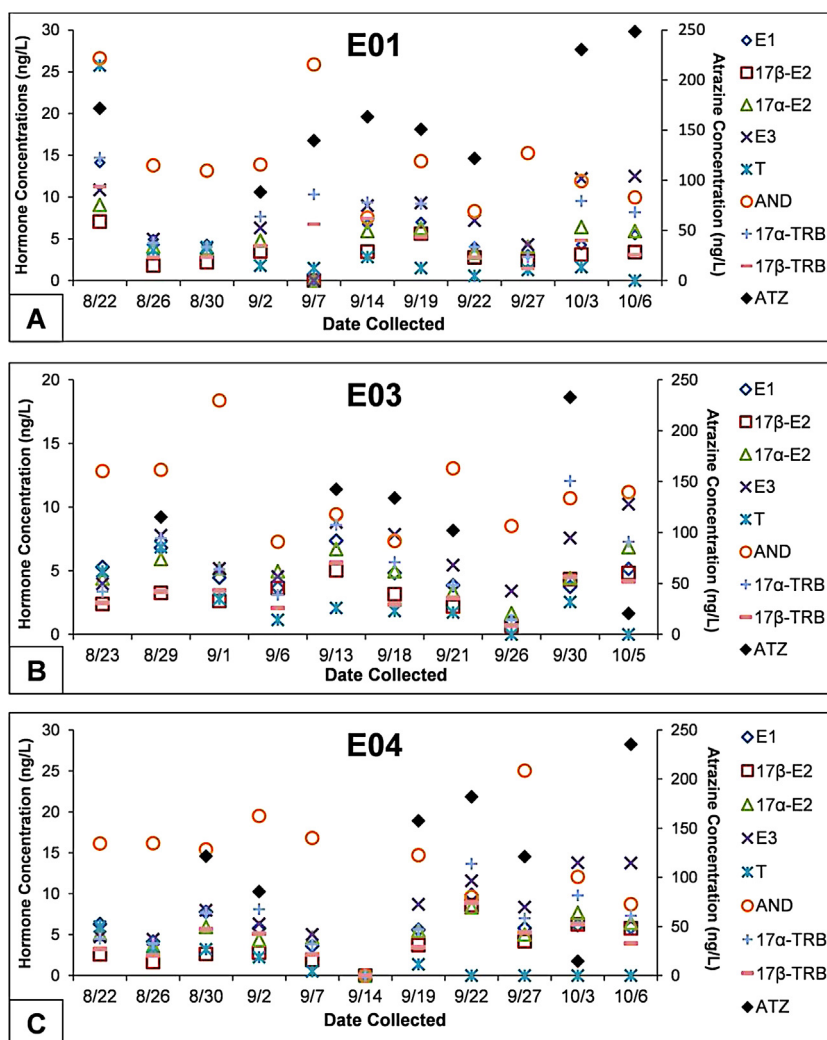 E01
Hormone Concentrations (ng/L)
30
25
20
15
10
5
0
300
250
200
150
100
50
0
Atrazine Concentration (ng/L)
8/22 8/26 8/30 9/2 9/7 9/14 9/19 9/22 9/27 10/3 10/6
Date Collected
A
E1
17β-E2
17α-E2
E3
T
AND
17α-TRB
17β-TRB
ATZ
E03
Hormone Concentration (ng/L)
20
15
10
5
0
250
200
150
100
50
0
Atrazine Concentration (ng/L)
8/23 8/29 9/1 9/6 9/13 9/18 9/21 9/26 9/30 10/5
Date Collected
B
E1
17β-E2
17α-E2
E3
T
AND
17α-TRB
17β-TRB
ATZ
E04
Hormone Concentration (ng/L)
30
25
20
15
10
5
0
250
200
150
100
50
0
Atrazine Concentration (ng/L)
8/22 8/26 8/30 9/2 9/7 9/14 9/19 9/22 9/27 10/3 10/6
Date Collected
C
E1
17β-E2
17α-E2
E3
T
AND
17α-TRB
17β-TRB
ATZ